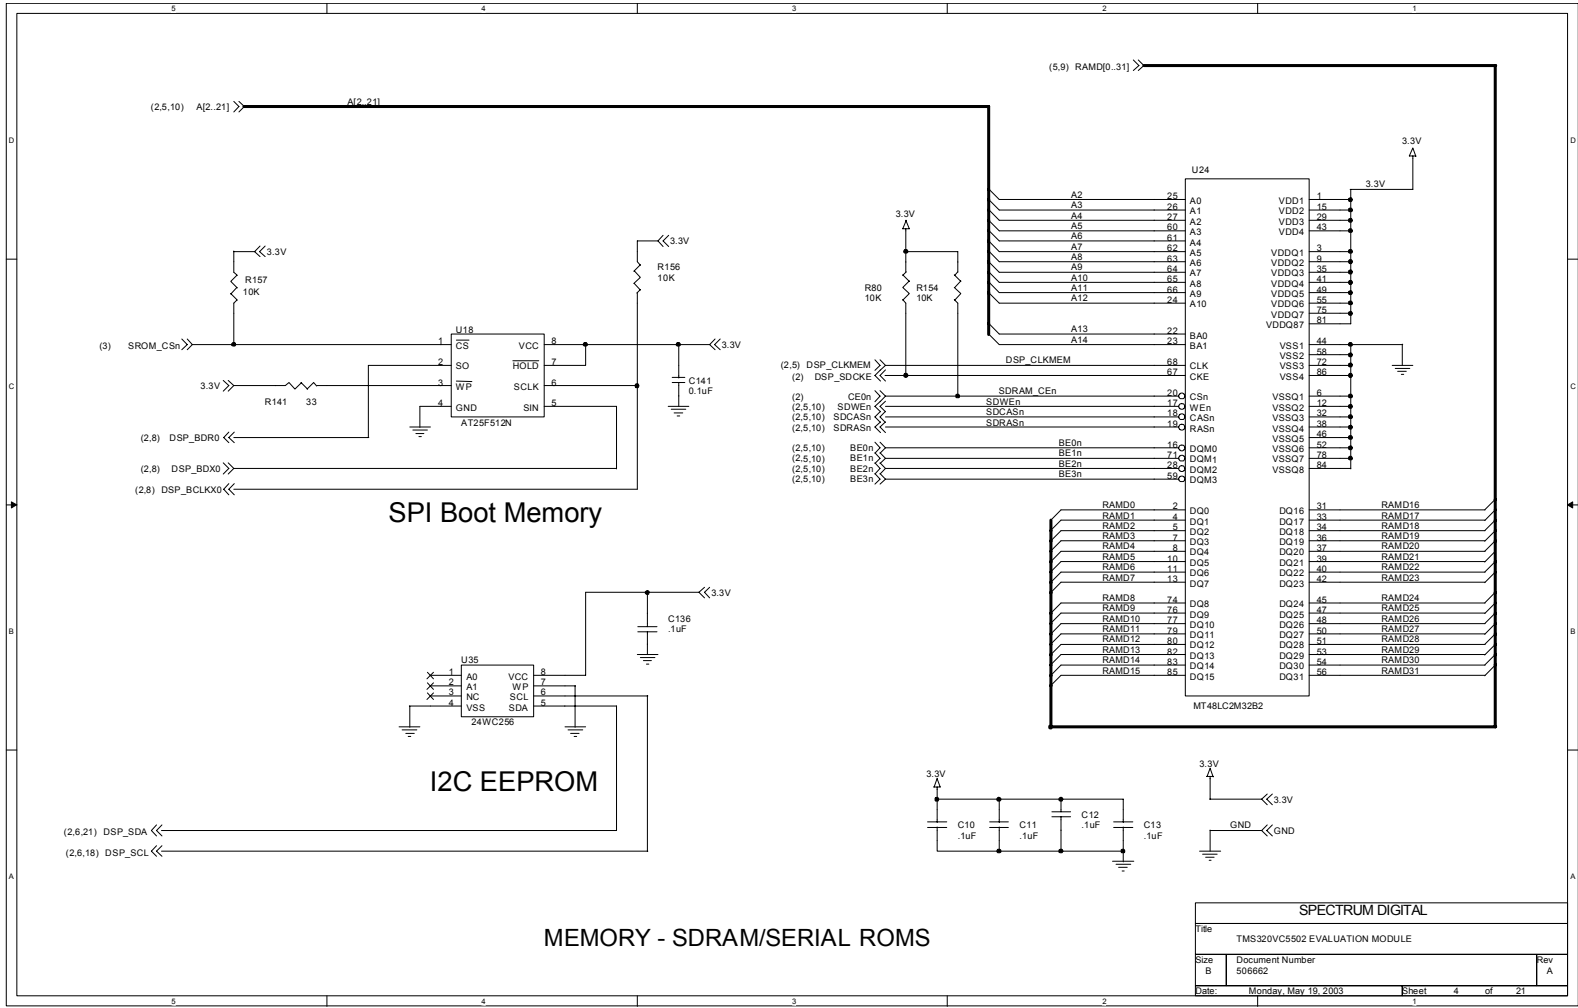 5 4 3 2 1
D
C
B
A
(5,9) RAMD[0..31]
(2,5,10) A[2..21]
A[2..21]
3.3V
R157
10K
3.3V
R156
10K
(3) SROM_CSn
U18
1 CS VCC 8
2 SO HOLD 7
3 WP SCLK 6
4 GND SIN 5
AT25F512N
3.3V
C141
0.1uF
3.3V
R141 33
(2,8) DSP_BDR0
(2,8) DSP_BDX0
(2,8) DSP_BCLKX0
SPI Boot Memory
3.3V
C136
.1uF
U35
1 A0 VCC 8
2 A1 WP 7
3 NC SCL 6
4 VSS SDA 5
24WC256
I2C EEPROM
(2,6,21) DSP_SDA
(2,6,18) DSP_SCL
3.3V
R80
10K
R154
10K
(2,5) DSP_CLKMEM
(2) DSP_SDCKE
(2) CE0n
(2,5,10) SDWEn
(2,5,10) SDCASn
(2,5,10) SDRASn
(2,5,10) BE0n
(2,5,10) BE1n
(2,5,10) BE2n
(2,5,10) BE3n
U24
3.3V
3.3V
A2 25 A0 VDD1 1
A3 26 A1 VDD2 15
A4 27 A2 VDD3 29
A5 60 A3 VDD4 43
A6 61 A4
A7 62 A5 VDDQ1 3
A8 63 A6 VDDQ2 9
A9 64 A7 VDDQ3 35
A10 65 A8 VDDQ4 41
A11 66 A9 VDDQ5 49
A12 24 A10 VDDQ6 55
VDDQ7 75
VDDQ87 81
A13 22 BA0
A14 23 BA1 VSS1 44
VSS2 58
DSP_CLKMEM 68 CLK VSS3 72
67 CKE VSS4 86
SDRAM_CEn 20 CSn VSSQ1 6
SDWEn 17 WEn VSSQ2 12
SDCASn 18 CASn VSSQ3 32
SDRASn 19 RASn VSSQ4 38
VSSQ5 46
BE0n 16 DQM0 VSSQ6 52
BE1n 71 DQM1 VSSQ7 78
BE2n 28 DQM2 VSSQ8 84
BE3n 59 DQM3
RAMD0 2 DQ0 DQ16 31 RAMD16
RAMD1 4 DQ1 DQ17 33 RAMD17
RAMD2 5 DQ2 DQ18 34 RAMD18
RAMD3 7 DQ3 DQ19 36 RAMD19
RAMD4 8 DQ4 DQ20 37 RAMD20
RAMD5 10 DQ5 DQ21 39 RAMD21
RAMD6 11 DQ6 DQ22 40 RAMD22
RAMD7 13 DQ7 DQ23 42 RAMD23
RAMD8 74 DQ8 DQ24 45 RAMD24
RAMD9 76 DQ9 DQ25 47 RAMD25
RAMD10 77 DQ10 DQ26 48 RAMD26
RAMD11 79 DQ11 DQ27 50 RAMD27
RAMD12 80 DQ12 DQ28 51 RAMD28
RAMD13 82 DQ13 DQ29 53 RAMD29
RAMD14 83 DQ14 DQ30 54 RAMD30
RAMD15 85 DQ15 DQ31 56 RAMD31
MT48LC2M32B2
3.3V
C10
.1uF
C11
.1uF
C12
.1uF
C13
.1uF
3.3V
3.3V
GND
GND
MEMORY - SDRAM/SERIAL ROMS
SPECTRUM DIGITAL
Title
TMS320VC5502 EVALUATION MODULE
Size Document Number Rev
B 506662 A
Date: Monday, May 19, 2003 Sheet 4 of 21
D
C
B
A
5 4 3 2 1